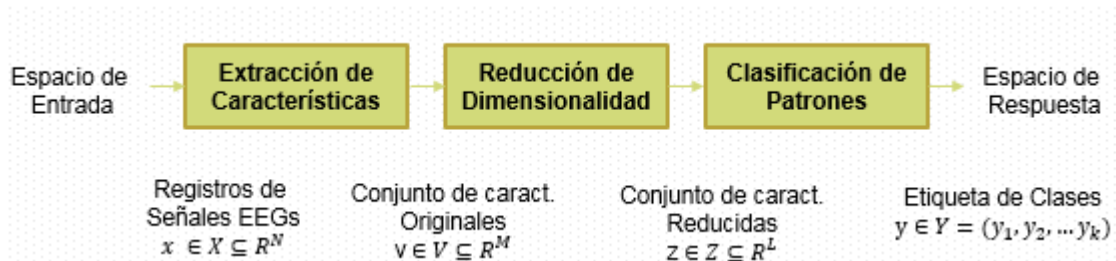 Espacio de
Entrada
Extracción de
Características
Reducción de
Dimensionalidad
Clasificación de
Patrones
Espacio de
Respuesta
Registros de
Señales EEGs
x ∈ X ⊆ R^N
Conjunto de caract.
Originales
v ∈ V ⊆ R^M
Conjunto de caract.
Reducidas
z ∈ Z ⊆ R^L
Etiqueta de Clases
y ∈ Y = (y₁, y₂, … yₖ)